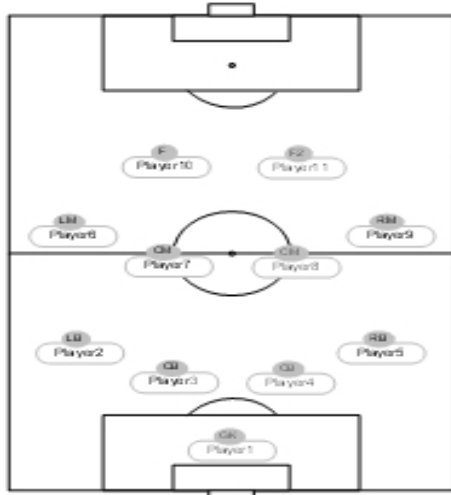 F
F2
Player10
Player11
LM
RM
Player6
Player9
CM
CM
Player7
Player8
LB
RB
Player2
Player5
CB
CB
Player3
Player4
GK
Player1